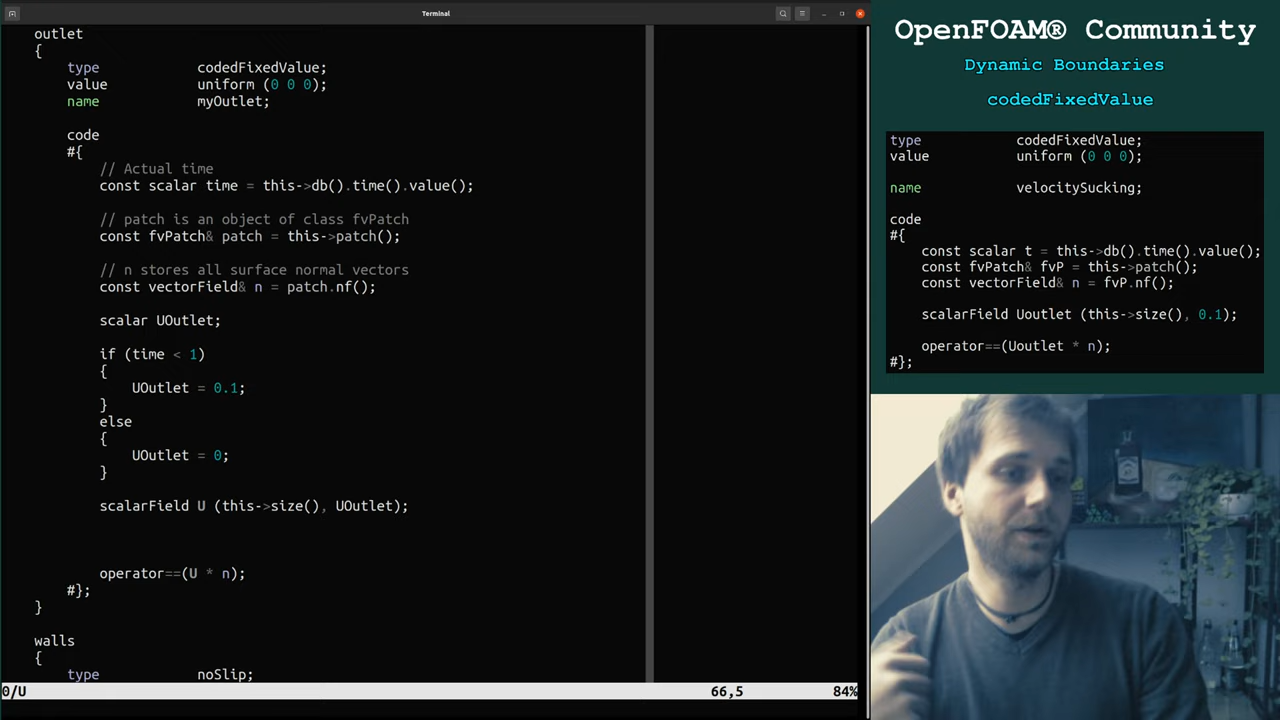 Terminal
outlet
{
type codedFixedValue;
value uniform (0 0 0);
name myOutlet;
code
#{
// Actual time
const scalar time = this->db().time().value();
// patch is an object of class fvPatch
const fvPatch& patch = this->patch();
// n stores all surface normal vectors
const vectorField& n = patch.nf();
scalar UOutlet;
if (time < 1)
{
UOutlet = 0.1;
}
else
{
UOutlet = 0;
}
scalarField U (this->size(), UOutlet);
operator==(U * n);
#};
}
walls
{
type noSlip;
0/U 66,5 84%
OpenFOAM® Community
Dynamic Boundaries
codedFixedValue
type codedFixedValue;
value uniform (0 0 0);
name velocitySucking;
code
#{
const scalar t = this->db().time().value();
const fvPatch& fvP = this->patch();
const vectorField& n = fvP.nf();
scalarField Uoutlet (this->size(), 0.1);
operator==(Uoutlet * n);
#};